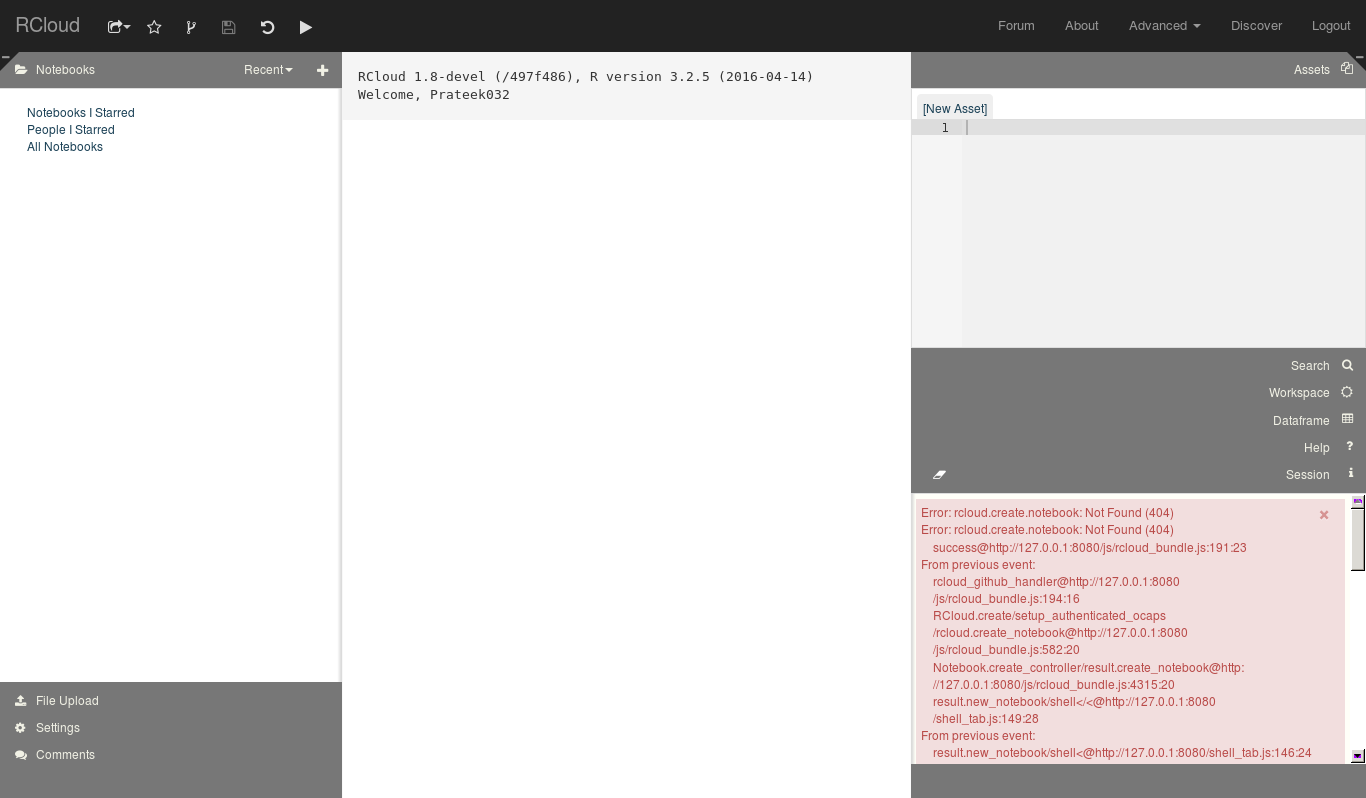 RCloud
Forum
About
Advanced
Discover
Logout
Notebooks
Recent
Notebooks I Starred
People I Starred
All Notebooks
File Upload
Settings
Comments
RCloud 1.8-devel (/497f486), R version 3.2.5 (2016-04-14)
Welcome, Prateek032
Assets
[New Asset]
1
Search
Workspace
Dataframe
Help
Session
Error: rcloud.create.notebook: Not Found (404)
Error: rcloud.create.notebook: Not Found (404)
success@http://127.0.0.1:8080/js/rcloud_bundle.js:191:23
From previous event:
rcloud_github_handler@http://127.0.0.1:8080
/js/rcloud_bundle.js:194:16
RCloud.create/setup_authenticated_ocaps
/rcloud.create_notebook@http://127.0.0.1:8080
/js/rcloud_bundle.js:582:20
Notebook.create_controller/result.create_notebook@http:
//127.0.0.1:8080/js/rcloud_bundle.js:4315:20
result.new_notebook/shell</<@http://127.0.0.1:8080
/shell_tab.js:149:28
From previous event:
result.new_notebook/shell<@http://127.0.0.1:8080/shell_tab.js:146:24